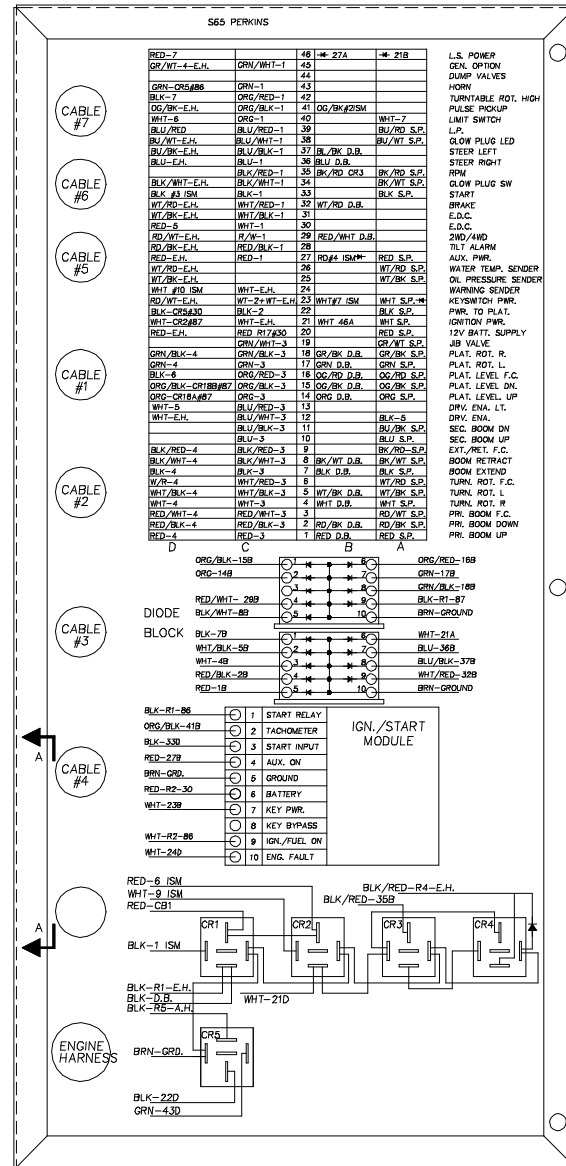 S65 PERKINS
RED-7 46 27A 21B L.S. POWER
GR/WT-4-E.H. GRN/WHT-1 45 GEN. OPTION
44 DUMP VALVES
GRN-CR5#86 GRN-1 43 HORN
BLK-7 ORG/RED-1 42 TURNTABLE ROT. HIGH
OG/BK-E.H. ORG/BLK-1 41 OG/BK#2ISM PULSE PICKUP
WHT-6 ORG-1 40 WHT-7 LIMIT SWITCH
BLU/RED BLU/RED-1 39 BU/RD S.P. L.P.
BU/WT-E.H. BLU/WHT-1 38 BU/WT S.P. GLOW PLUG LED
BU/BK-E.H. BLU/BLK-1 37 BL/BK D.B. STEER LEFT
BLU-E.H. BLU-1 36 BLU D.B. STEER RIGHT
BLK/RED-1 35 BK/RD CR3 BK/RD S.P. RPM
BLK/WHT-E.H. BLK/WHT-1 34 BK/WT S.P. GLOW PLUG SW
BLK #3 ISM BLK-1 33 BLK S.P. START
WT/RD-E.H. WHT/RED-1 32 WT/RD D.B. BRAKE
WT/BK-E.H. WHT/BLK-1 31 E.D.C.
RED-5 WHT-1 30 E.D.C.
RD/WT-E.H. R/W-1 29 RED/WHT D.B. 2WD/4WD
RD/BK-E.H. RED/BLK-1 28 TILT ALARM
RED-E.H. RED-1 27 RD#4 ISM RED S.P. AUX. PWR.
WT/RD-E.H. 26 WT/RD S.P. WATER TEMP. SENDER
WT/BK-E.H. 25 WT/BK S.P. OIL PRESSURE SENDER
WHT #10 ISM WHT-E.H. 24 WARNING SENDER
RD/WT-E.H. WT-2+WT-E.H. 23 WHT#7 ISM WHT S.P. KEYSWITCH PWR.
BLK-CR5#30 BLK-2 22 BLK S.P. PWR. TO PLAT.
WHT-CR2#87 WHT-E.H. 21 WHT 46A WHT S.P. IGNITION PWR.
RED-E.H. RED R17#30 20 RED S.P. 12V BATT. SUPPLY
GRN/WHT-3 19 GR/WT S.P. JIB VALVE
GRN/BLK-4 GRN/BLK-3 18 GR/BK D.B. GR/BK S.P. PLAT. ROT. R.
GRN-4 GRN-3 17 GRN D.B. GRN S.P. PLAT. ROT. L.
BLK-6 ORG/RED-3 16 OG/RD D.B. OG/RD S.P. PLAT. LEVEL F.C.
ORG/BLK-CR18B#87 ORG/BLK-3 15 OG/BK D.B. OG/BK S.P. PLAT. LEVEL DN.
ORG-CR18A#87 ORG-3 14 ORG D.B. ORG S.P. PLAT. LEVEL. UP
WHT-5 BLU/RED-3 13 DRV. ENA. LT.
WHT-E.H. BLU/WHT-3 12 BLK-5 DRV. ENA.
BLU/BLK-3 11 BU/BK S.P. SEC. BOOM DN
BLU-3 10 BLU S.P. SEC. BOOM UP
BLK/RED-4 BLK/RED-3 9 BK/RD-S.P. EXT./RET. F.C.
BLK/WHT-4 BLK/WHT-3 8 BK/WT D.B. BK/WT S.P. BOOM RETRACT
BLK-4 BLK-3 7 BLK D.B. BLK S.P. BOOM EXTEND
W/R-4 WHT/RED-3 6 WT/RD S.P. TURN. ROT. F.C.
WHT/BLK-4 WHT/BLK-3 5 WT/BK D.B. WT/BK S.P. TURN. ROT. L
WHT-4 WHT-3 4 WHT D.B. WHT S.P. TURN. ROT. R
RED/WHT-4 RED/WHT-3 3 RD/WT S.P. PRI. BOOM F.C.
RED/BLK-4 RED/BLK-3 2 RD/BK D.B. RD/BK S.P. PRI. BOOM DOWN
RED-4 RED-3 1 RED D.B. RED S.P. PRI. BOOM UP
D C B A
CABLE #7
CABLE #6
CABLE #5
CABLE #1
CABLE #2
CABLE #3
CABLE #4
ENGINE HARNESS
A
A
DIODE BLOCK
ORG/BLK-15B 1 6 ORG/RED-16B
ORG-14B 2 7 GRN-17B
3 8 GRN/BLK-18B
RED/WHT- 29B 4 9 BLK-R1-87
BLK/WHT-8B 5 10 BRN-GROUND
BLK-7B 1 6 WHT-21A
WHT/BLK-5B 2 7 BLU-36B
WHT-4B 3 8 BLU/BLK-37B
RED/BLK-2B 4 9 WHT/RED-32B
RED-1B 5 10 BRN-GROUND
IGN./START MODULE
BLK-R1-86 1 START RELAY
ORG/BLK-41B 2 TACHOMETER
BLK-33D 3 START INPUT
RED-27B 4 AUX. ON
BRN-GRD. 5 GROUND
RED-R2-30 6 BATTERY
WHT-23B 7 KEY PWR.
8 KEY BYPASS
WHT-R2-86 9 IGN./FUEL ON
WHT-24D 10 ENG. FAULT
RED-6 ISM
WHT-9 ISM
RED-CB1
BLK/RED-R4-E.H.
BLK/RED-35B
CR1 CR2 CR3 CR4
BLK-1 ISM
BLK-R1-E.H.
BLK-D.B.
BLK-R5-A.H.
WHT-21D
CR5
BRN-GRD.
BLK-22D
GRN-43D